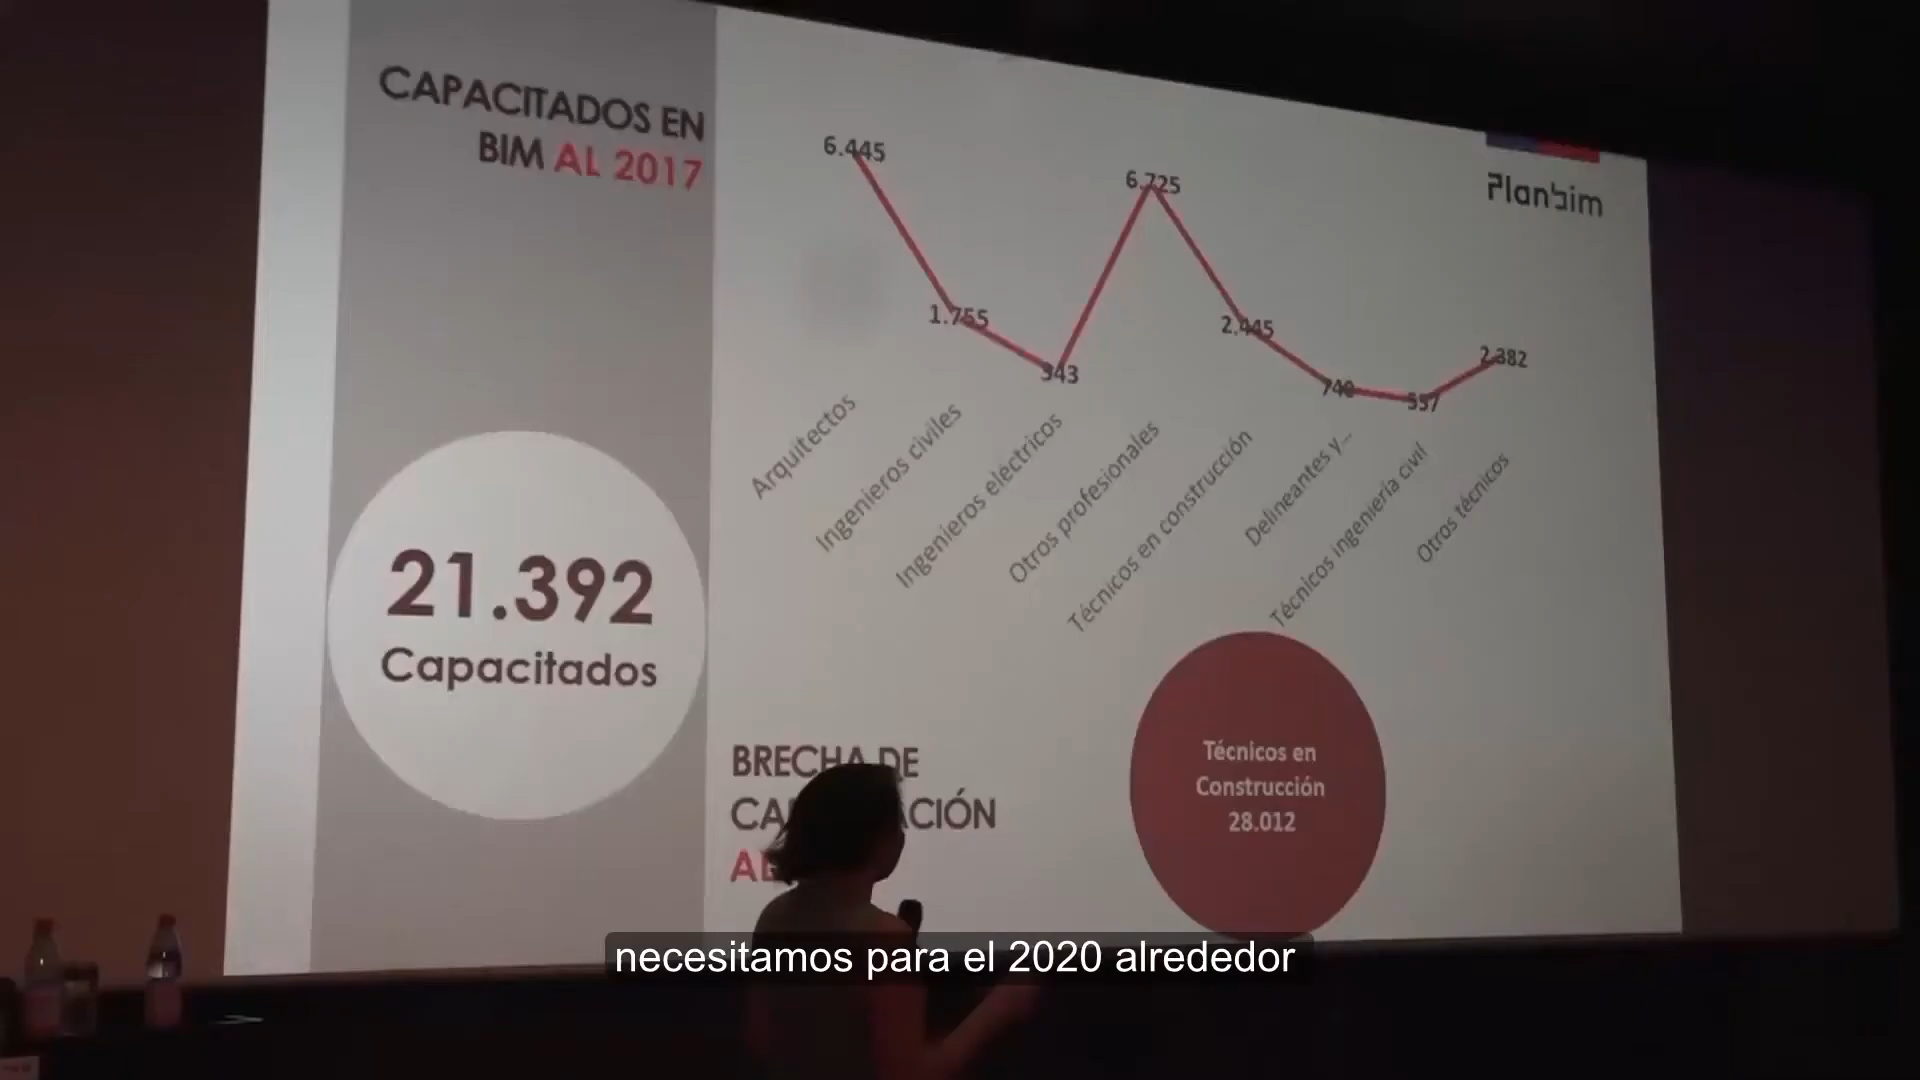 CAPACITADOS EN
BIM AL 2017
21.392
Capacitados
6.445
1.755
343
6.725
2.445
740
557
2.382
Arquitectos
Ingenieros civiles
Ingenieros eléctricos
Otros profesionales
Técnicos en construcción
Delineantes y...
Técnicos ingeniería civil
Otros técnicos
Planbim
BRECHA DE
Técnicos en
Construcción
28.012
necesitamos para el 2020 alrededor